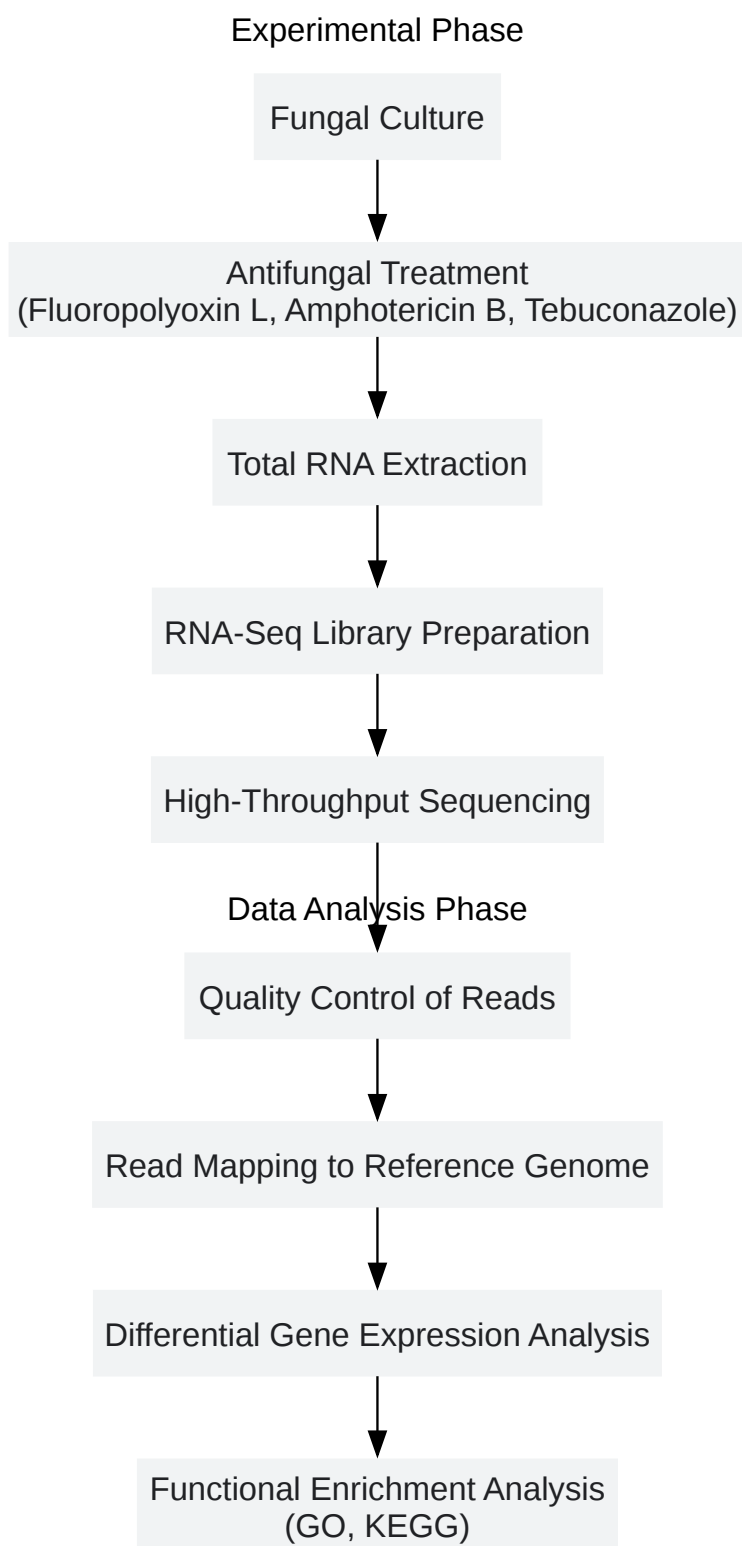 Experimental Phase
Fungal Culture
Antifungal Treatment
(Fluoropolyoxin L, Amphotericin B, Tebuconazole)
Total RNA Extraction
RNA-Seq Library Preparation
High-Throughput Sequencing
Data Analysis Phase
Quality Control of Reads
Read Mapping to Reference Genome
Differential Gene Expression Analysis
Functional Enrichment Analysis
(GO, KEGG)